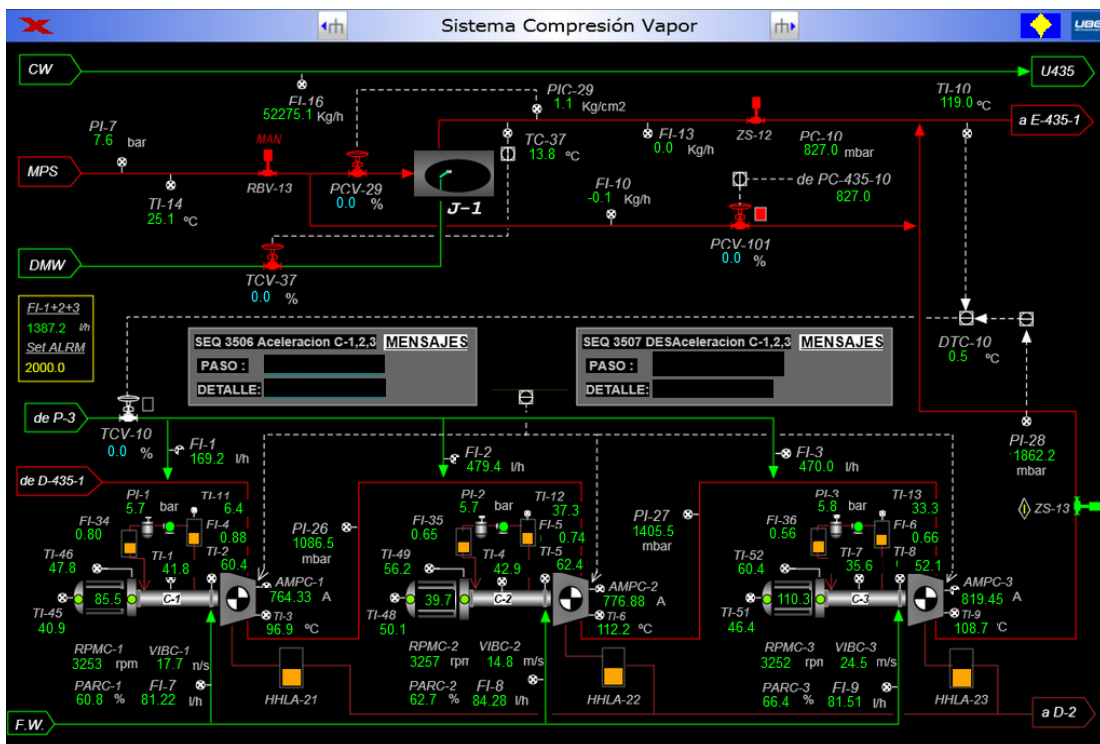 Sistema Compresión Vapor
UBE
CW
U435
FI-16
52275.1 Kg/h
PIC-29
1.1 Kg/cm2
TI-10
119.0 ºC
a E-435-1
PI-7
7.6 bar
MAN
TC-37
13.8 ºC
FI-13
0.0 Kg/h
ZS-12
PC-10
827.0 mbar
MPS
RBV-13
PCV-29
0.0 %
J-1
TI-14
25.1 ºC
FI-10
-0.1 Kg/h
de PC-435-10
827.0
PCV-101
0.0 %
DMW
TCV-37
0.0 %
FI-1+2+3
1387.2 l/h
Set ALRM
2000.0
SEQ 3506 Aceleracion C-1,2,3 MENSAJES
PASO :
DETALLE:
SEQ 3507 DESAceleracion C-1,2,3 MENSAJES
PASO :
DETALLE:
DTC-10
0.5 ºC
de P-3
TCV-10
0.0 %
FI-1
169.2 l/h
FI-2
479.4 l/h
FI-3
470.0 l/h
PI-28
1862.2
mbar
de D-435-1
PI-1
5.7 bar
TI-11
6.4
FI-34
0.80
FI-4
0.88
TI-46
47.8
TI-1
41.8
TI-2
60.4
85.5
C-1
TI-45
40.9
AMPC-1
764.33 A
TI-3
96.9 ºC
PI-26
1086.5
mbar
RPMC-1
3253 rpm
VIBC-1
17.7 n/s
PARC-1
60.8 %
FI-7
81.22 l/h
HHLA-21
PI-2
5.7 bar
TI-12
37.3
FI-35
0.65
FI-5
0.74
TI-49
56.2
TI-4
42.9
TI-5
62.4
39.7
C-2
TI-48
50.1
AMPC-2
776.88 A
TI-6
112.2 ºC
PI-27
1405.5
mbar
RPMC-2
3257 rpm
VIBC-2
14.8 m/s
PARC-2
62.7 %
FI-8
84.28 l/h
HHLA-22
PI-3
5.8 bar
TI-13
33.3
FI-36
0.56
FI-6
0.66
TI-52
60.4
TI-7
35.6
TI-8
52.1
110.3
C-3
TI-51
46.4
AMPC-3
819.45 A
TI-9
108.7 ºC
ZS-13
RPMC-3
3252 rpm
VIBC-3
24.5 m/s
PARC-3
66.4 %
FI-9
81.51 l/h
HHLA-23
F.W.
a D-2